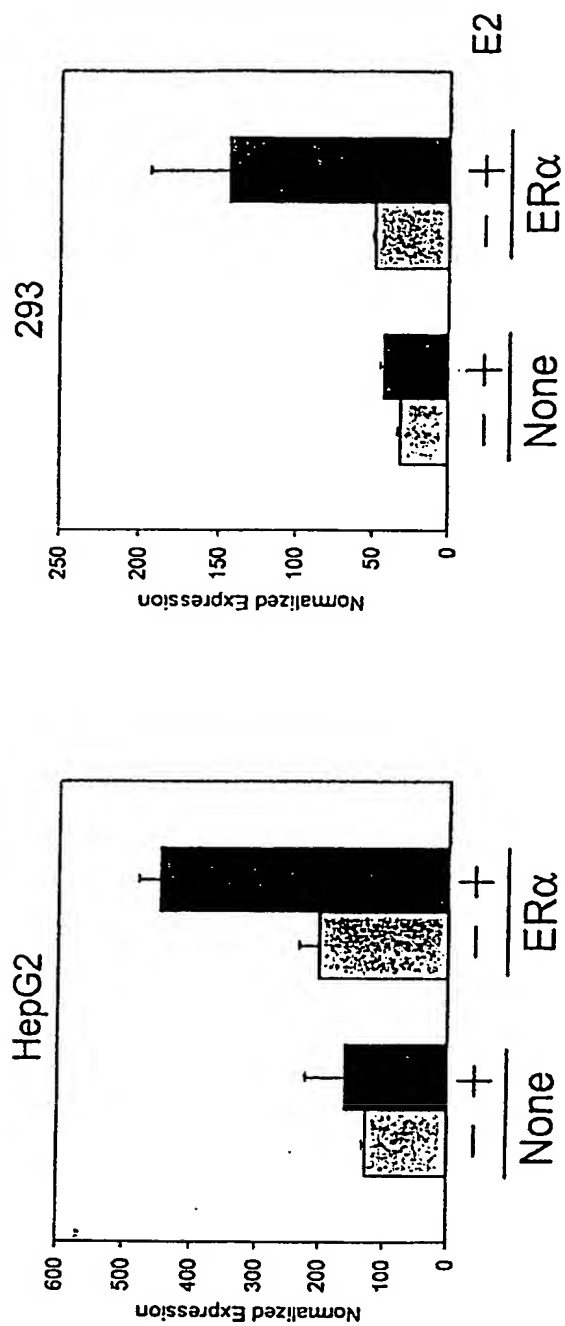 HepG2
Normalized Expression
600
500
400
300
200
100
0
− + − +
None ERα
293
Normalized Expression
250
200
150
100
50
0
− + − + E2
None ERα